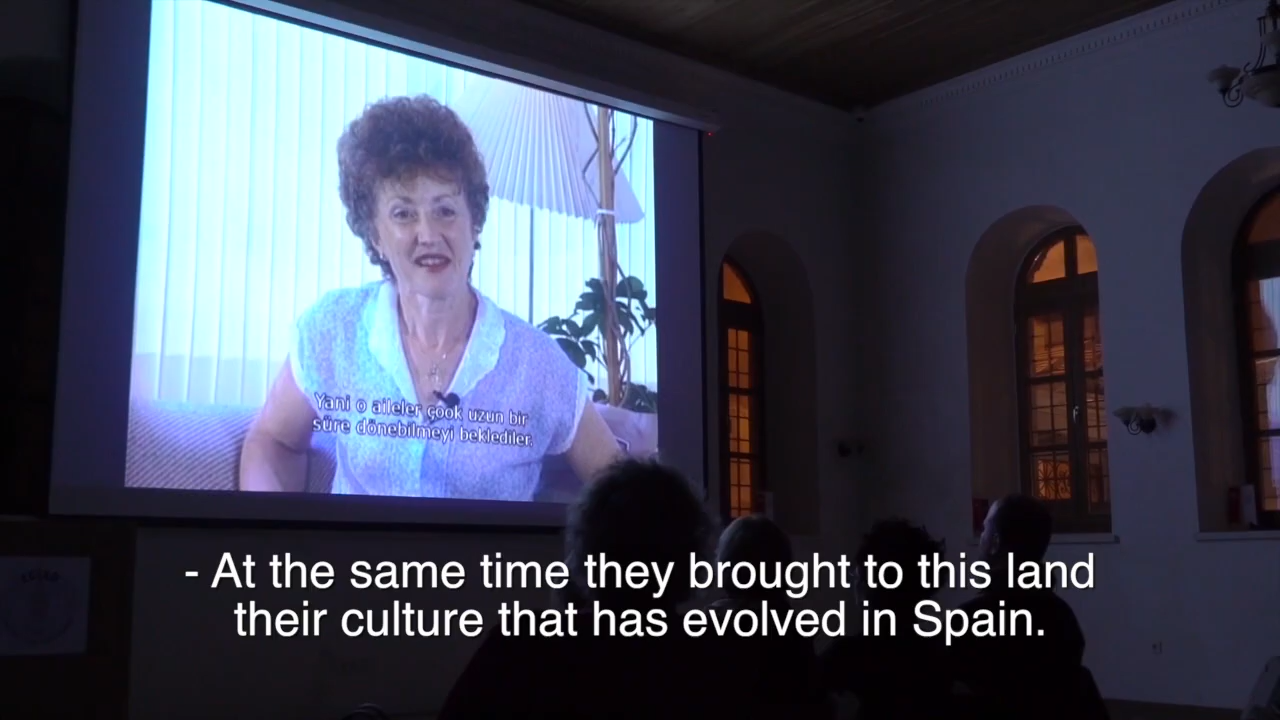 Yani o aileler çook uzun bir
süre dönebilmeyi beklediler.
- At the same time they brought to this land
their culture that has evolved in Spain.